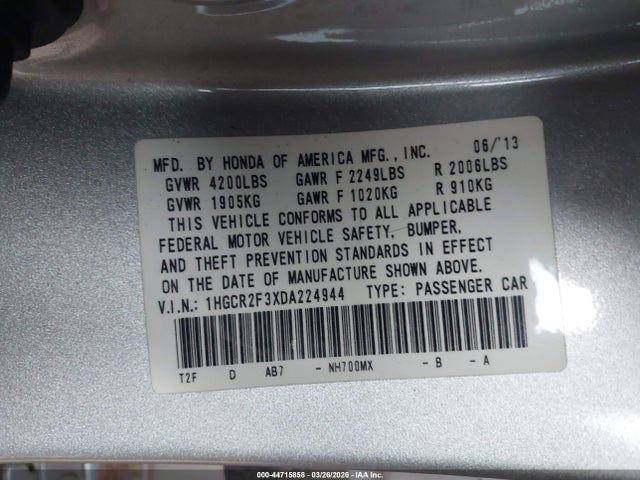 MFD. BY HONDA OF AMERICA MFG., INC. 06/'13
GVWR 4200LBS GAWR F 2249LBS R 2006LBS
GVWR 1905KG GAWR F 1020KG R 910KG
THIS VEHICLE CONFORMS TO ALL APPLICABLE
FEDERAL MOTOR VEHICLE SAFETY, BUMPER,
AND THEFT PREVENTION STANDARDS IN EFFECT
ON THE DATE OF MANUFACTURE SHOWN ABOVE.
V.I.N.: 1HGCR2F3XDA224944 TYPE: PASSENGER CAR
T2F D AB7 - NH700MX - B - A
000-44715858 | 03/26/2026 | IAA Inc.